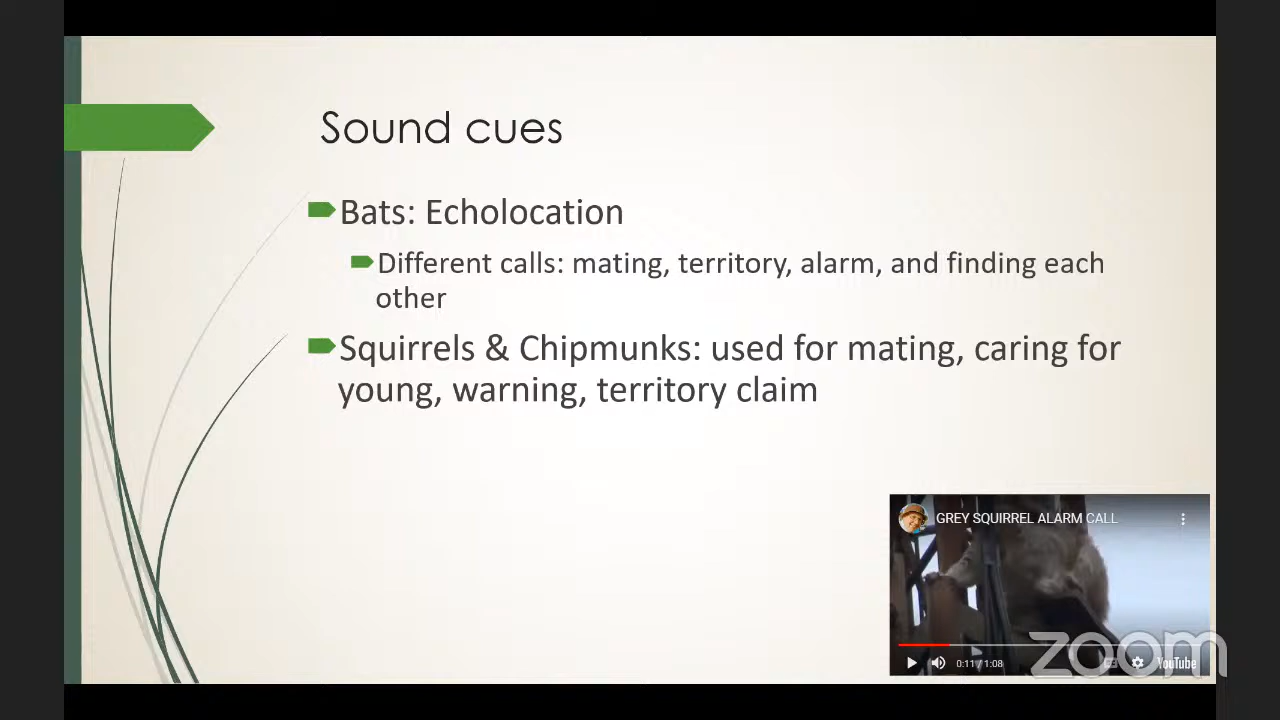 Sound cues
Bats: Echolocation
Different calls: mating, territory, alarm, and finding each
other
Squirrels & Chipmunks: used for mating, caring for
young, warning, territory claim
GREY SQUIRREL ALARM CALL
0:11 / 1:08
YouTube
zoom